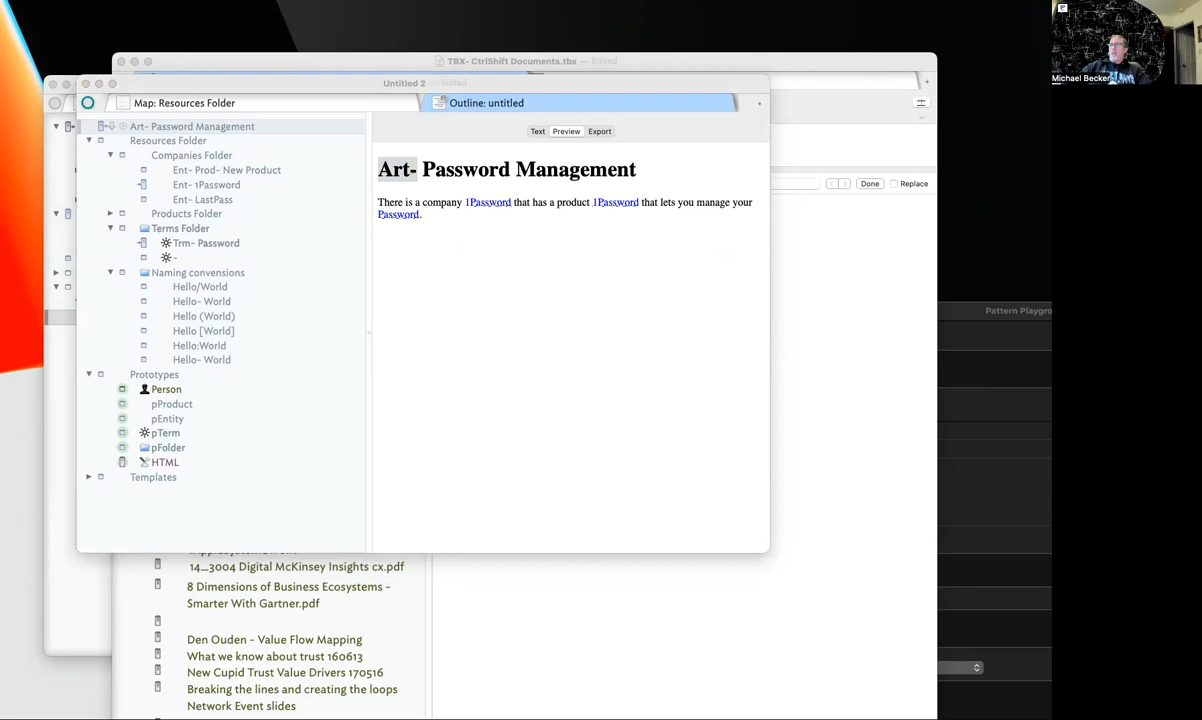 TBX- CtrlShift Documents.tbx — Edited
Michael Becker
Untitled 2 — Edited
Map: Resources Folder
Outline: untitled
Text Preview Export
Done Replace
Art- Password Management
Resources Folder
Companies Folder
Ent- Prod- New Product
Ent- 1Password
Ent- LastPass
Products Folder
Terms Folder
Trm- Password
-
Naming convensions
Hello/World
Hello- World
Hello (World)
Hello [World]
Hello:World
Hello- World
Prototypes
Person
pProduct
pEntity
pTerm
pFolder
HTML
Templates
Art- Password Management
There is a company 1Password that has a product 1Password that lets you manage your
Password.
Pattern Playgro
14_3004 Digital McKinsey Insights cx.pdf
8 Dimensions of Business Ecosystems -
Smarter With Gartner.pdf
Den Ouden - Value Flow Mapping
What we know about trust 160613
New Cupid Trust Value Drivers 170516
Breaking the lines and creating the loops
Network Event slides